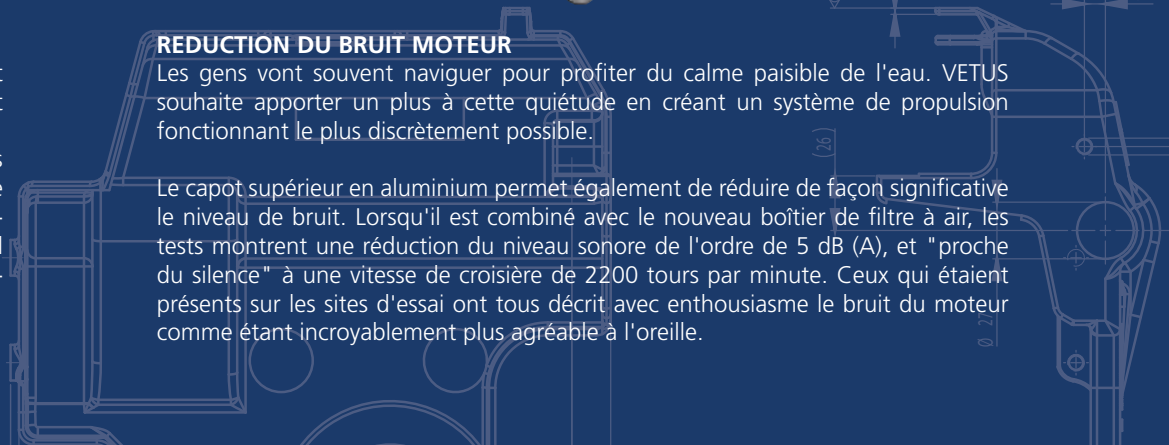 REDUCTION DU BRUIT MOTEUR
Les gens vont souvent naviguer pour profiter du calme paisible de l'eau. VETUS
souhaite apporter un plus à cette quiétude en créant un système de propulsion
fonctionnant le plus discrètement possible.
Le capot supérieur en aluminium permet également de réduire de façon significative
le niveau de bruit. Lorsqu'il est combiné avec le nouveau boîtier de filtre à air, les
tests montrent une réduction du niveau sonore de l'ordre de 5 dB (A), et "proche
du silence" à une vitesse de croisière de 2200 tours par minute. Ceux qui étaient
présents sur les sites d'essai ont tous décrit avec enthousiasme le bruit du moteur
comme étant incroyablement plus agréable à l'oreille.
(26)